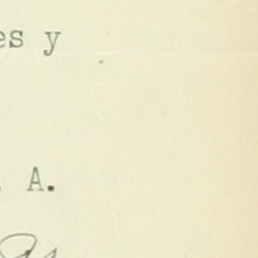 es y
. A.